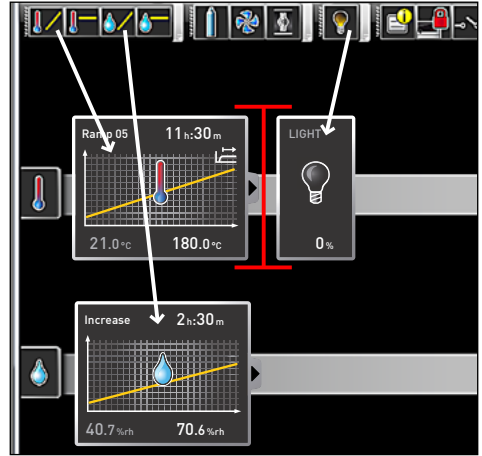 Ramp 05 11h:30m
LIGHT
21.0°C 180.0°C
0%
Increase 2h:30m
40.7%rh 70.6%rh